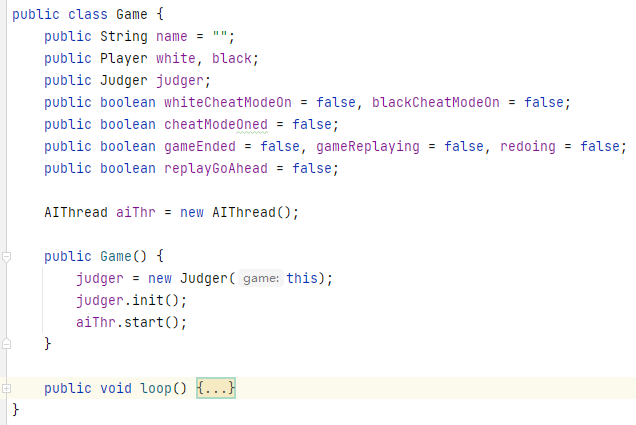 public class Game {
public String name = "";
public Player white, black;
public Judger judger;
public boolean whiteCheatModeOn = false, blackCheatModeOn = false;
public boolean cheatModeOned = false;
public boolean gameEnded = false, gameReplaying = false, redoing = false;
public boolean replayGoAhead = false;
AIThread aiThr = new AIThread();
public Game() {
judger = new Judger( game: this);
judger.init();
aiThr.start();
}
public void loop() {...}
}